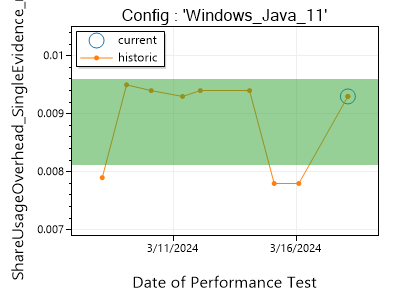 Config : 'Windows_Java_11'
current
historic
0.01
0.009
0.008
0.007
3/11/2024
3/16/2024
Date of Performance Test
ShareUsageOverhead_SingleEvidence_